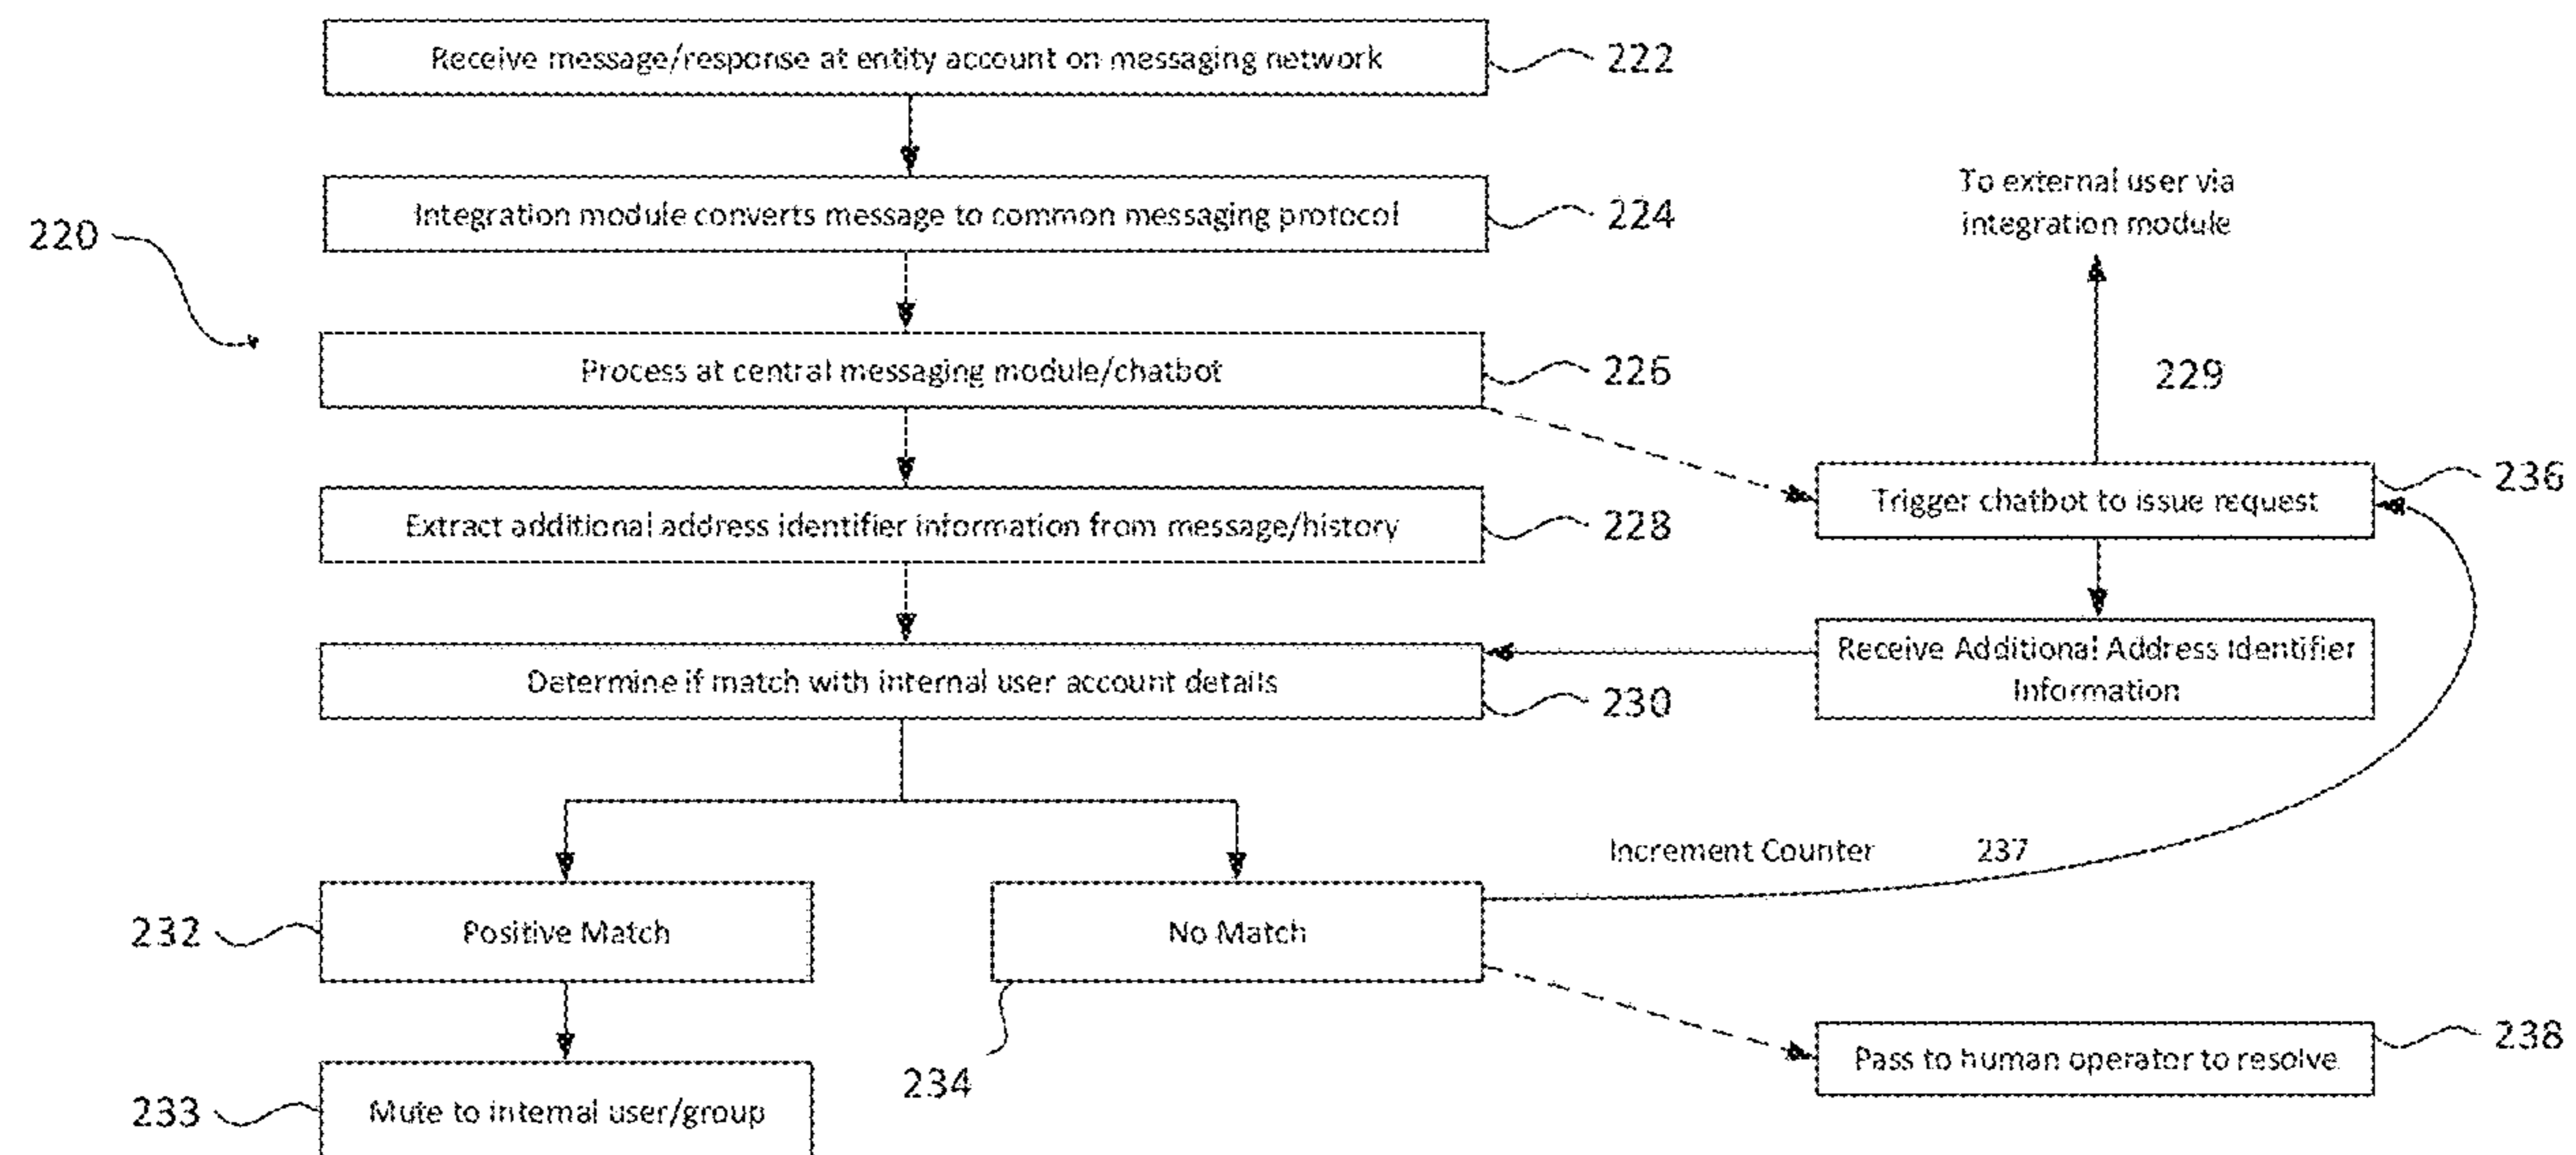 Receive message/response at entity account on messaging network
222
Integration module converts message to common messaging protocol
224
To external user via
integration module
220
Process at central messaging module/chatbot
226
229
Extract additional address identifier information from message/history
228
Trigger chatbot to issue request
236
Determine if match with internal user account details
230
Receive Additional Address Identifier
Information
Increment Counter
237
232
Positive Match
No Match
234
233
Mute to internal user/group
Pass to human operator to resolve
238